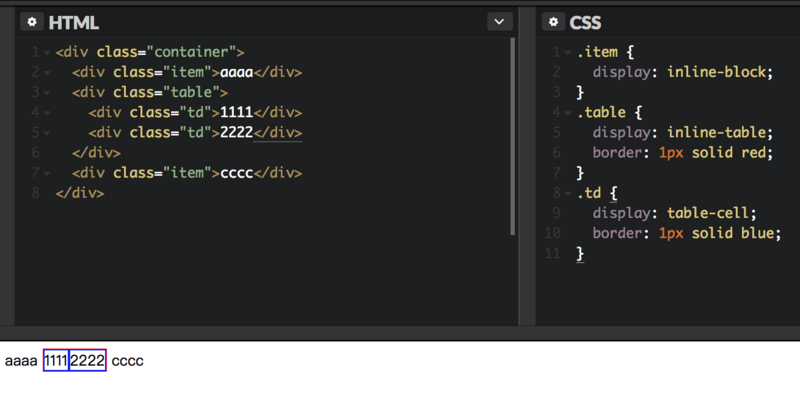 HTML
1 <div class="container">
2 <div class="item">aaaa</div>
3 <div class="table">
4 <div class="td">1111</div>
5 <div class="td">2222</div>
6 </div>
7 <div class="item">cccc</div>
8 </div>
CSS
1 .item {
2 display: inline-block;
3 }
4 .table {
5 display: inline-table;
6 border: 1px solid red;
7 }
8 .td {
9 display: table-cell;
10 border: 1px solid blue;
11 }
aaaa 1111 2222 cccc